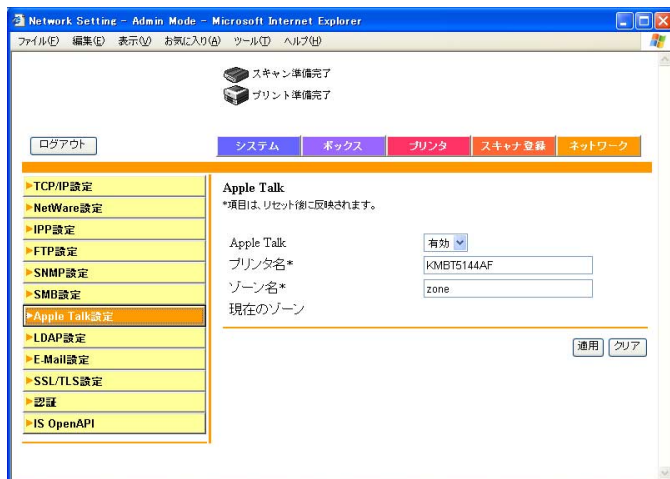 Network Setting - Admin Mode - Microsoft Internet Explorer
ファイル(F) 編集(E) 表示(V) お気に入り(A) ツール(T) ヘルプ(H)
スキャン準備完了
プリント準備完了
ログアウト
システム ボックス プリンタ スキャナ登録 ネットワーク
TCP/IP設定
NetWare設定
IPP設定
FTP設定
SNMP設定
SMB設定
Apple Talk設定
LDAP設定
E-Mail設定
SSL/TLS設定
認証
IS OpenAPI
Apple Talk
*項目は、リセット後に反映されます。
Apple Talk 有効
プリンタ名* KMBT5144AF
ゾーン名* zone
現在のゾーン
適用 クリア